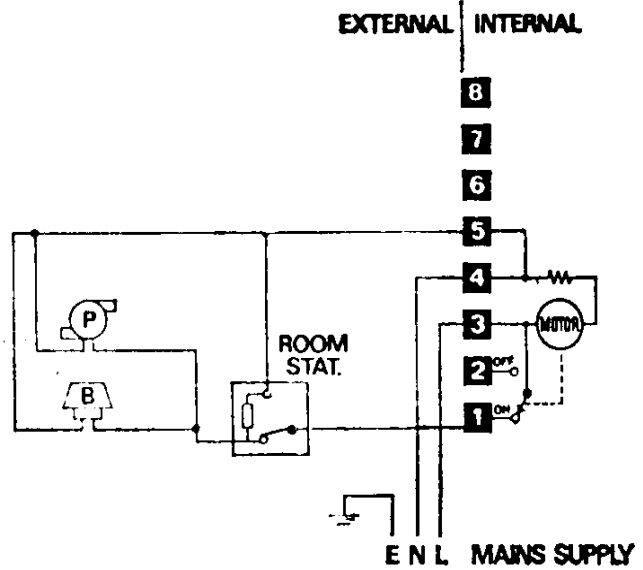 EXTERNAL INTERNAL
8
7
6
5
4
3
MOTOR
P
ROOM
STAT.
2 OFF
B
1 ON
E N L MAINS SUPPLY